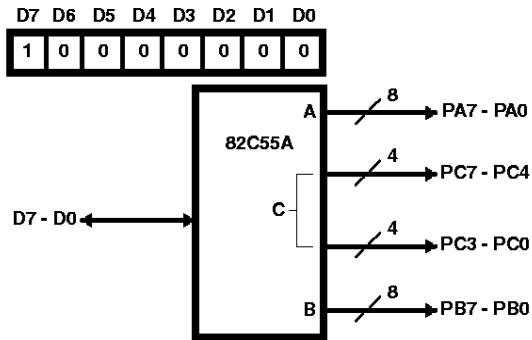 D7 D6 D5 D4 D3 D2 D1 D0
1 0 0 0 0 0 0 0
A 8 PA7 - PA0
82C55A
4 PC7 - PC4
C
D7 - D0
4 PC3 - PC0
B 8 PB7 - PB0